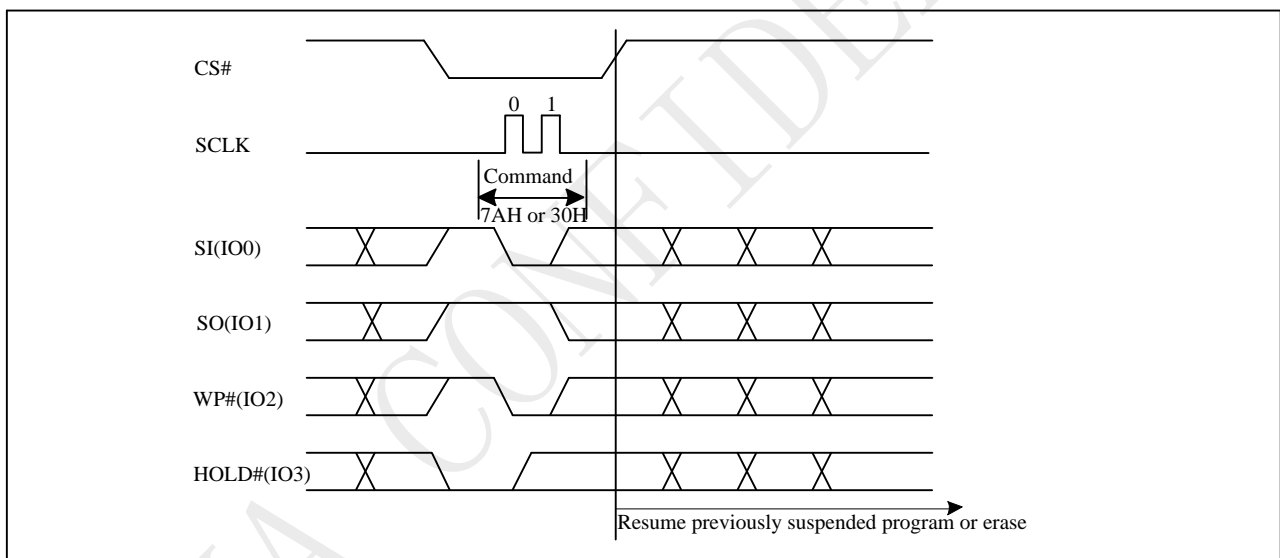 CS#
0 1
SCLK
Command
7AH or 30H
SI(IO0)
SO(IO1)
WP#(IO2)
HOLD#(IO3)
Resume previously suspended program or erase